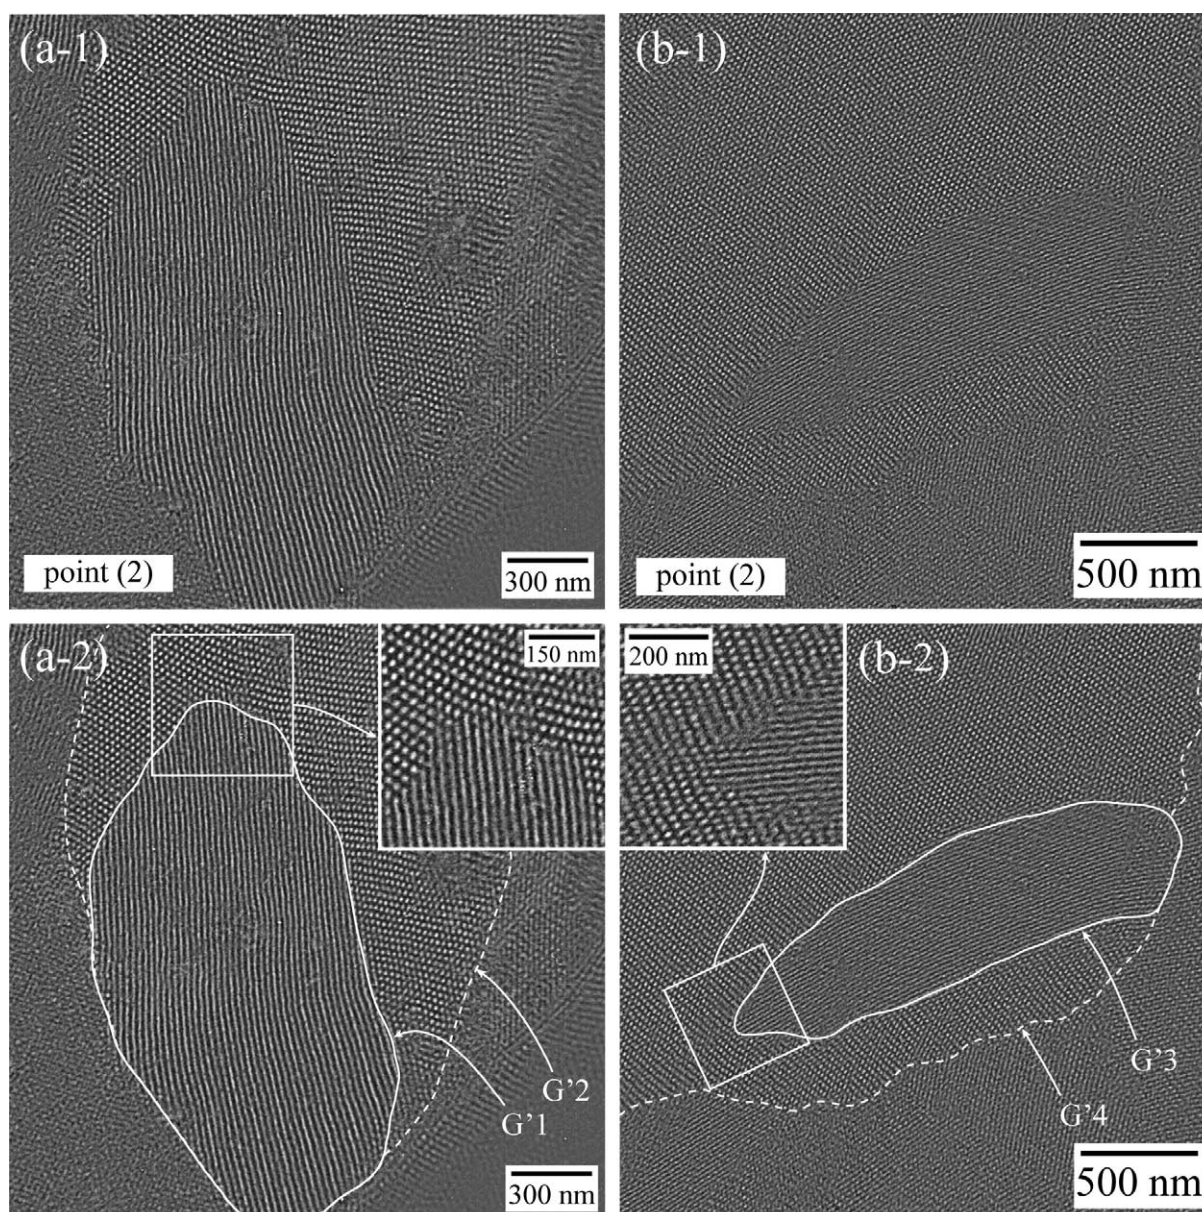 (a-1)
(b-1)
point (2)
300 nm
point (2)
500 nm
(a-2)
150 nm
200 nm
(b-2)
G’2
G’1
G’3
G’4
300 nm
500 nm